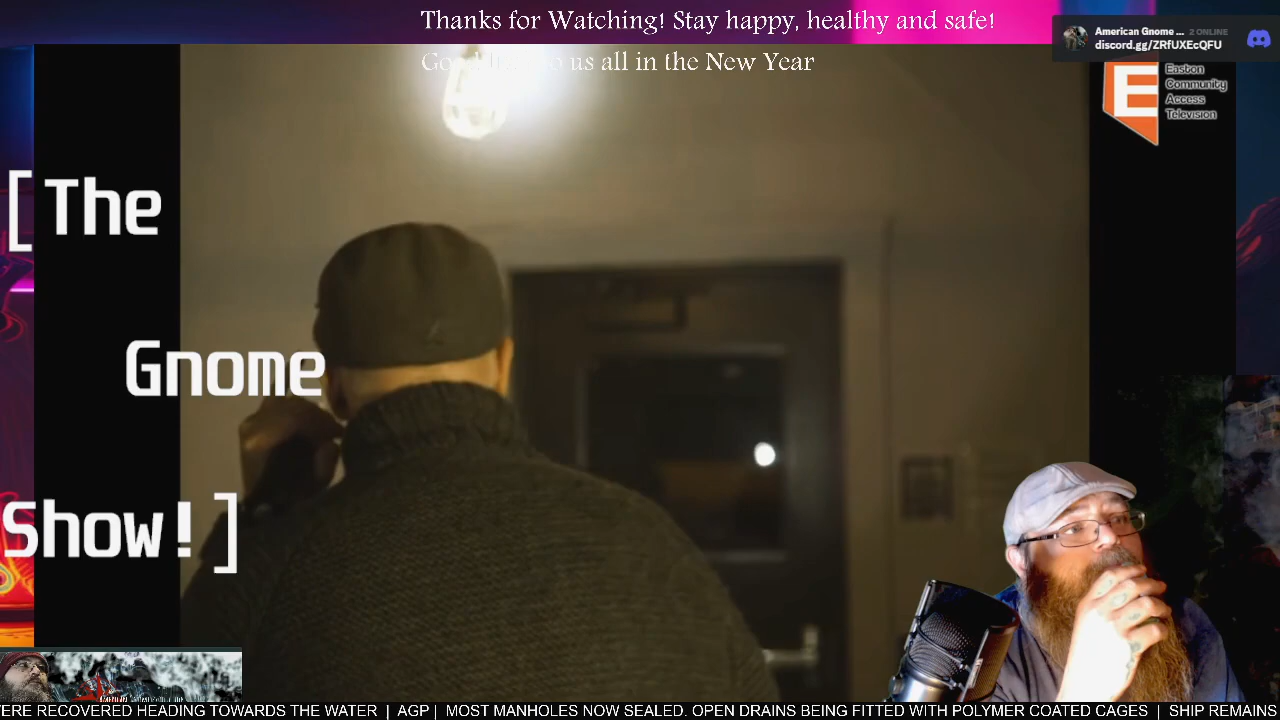 Thanks for Watching! Stay happy, healthy and safe!
us all in the New Year
American Gnome ... 2 ONLINE
discord.gg/ZRfUXEcQFU
E
Easton
Community
Access
Television
[The
Gnome
Show!]
ERE RECOVERED HEADING TOWARDS THE WATER | AGP | MOST MANHOLES NOW SEALED. OPEN DRAINS BEING FITTED WITH POLYMER COATED CAGES | SHIP REMAINS